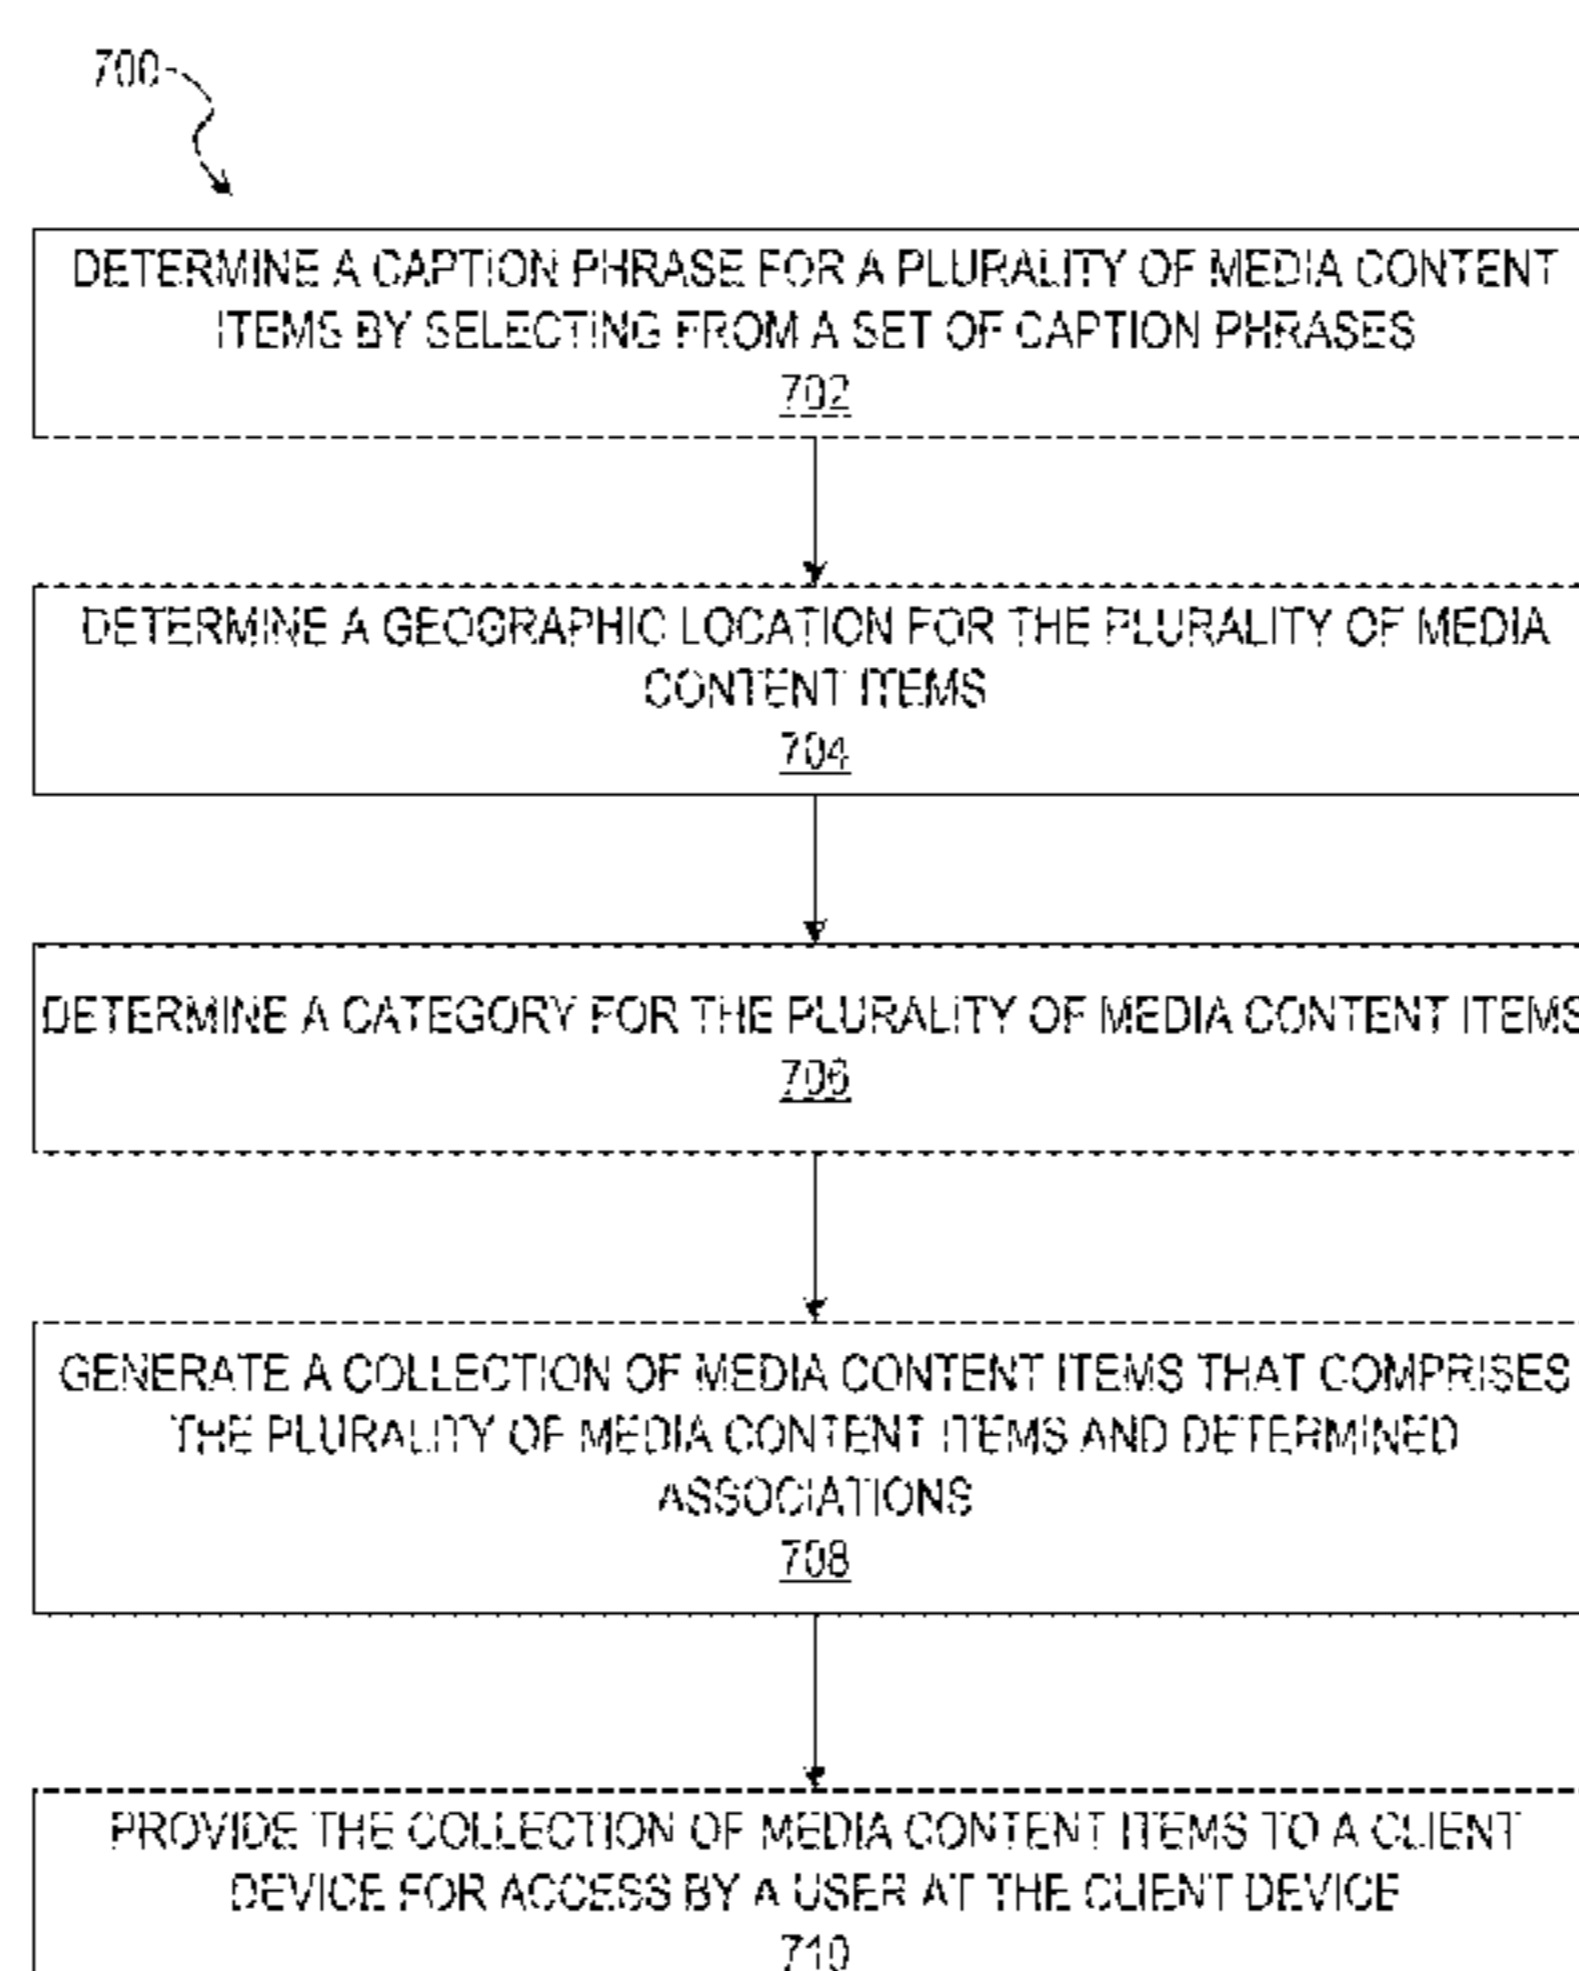 700
DETERMINE A CAPTION PHRASE FOR A PLURALITY OF MEDIA CONTENT
ITEMS BY SELECTING FROM A SET OF CAPTION PHRASES
702
DETERMINE A GEOGRAPHIC LOCATION FOR THE PLURALITY OF MEDIA
CONTENT ITEMS
704
DETERMINE A CATEGORY FOR THE PLURALITY OF MEDIA CONTENT ITEMS
706
GENERATE A COLLECTION OF MEDIA CONTENT ITEMS THAT COMPRISES
THE PLURALITY OF MEDIA CONTENT ITEMS AND DETERMINED
ASSOCIATIONS
708
PROVIDE THE COLLECTION OF MEDIA CONTENT ITEMS TO A CLIENT
DEVICE FOR ACCESS BY A USER AT THE CLIENT DEVICE
710